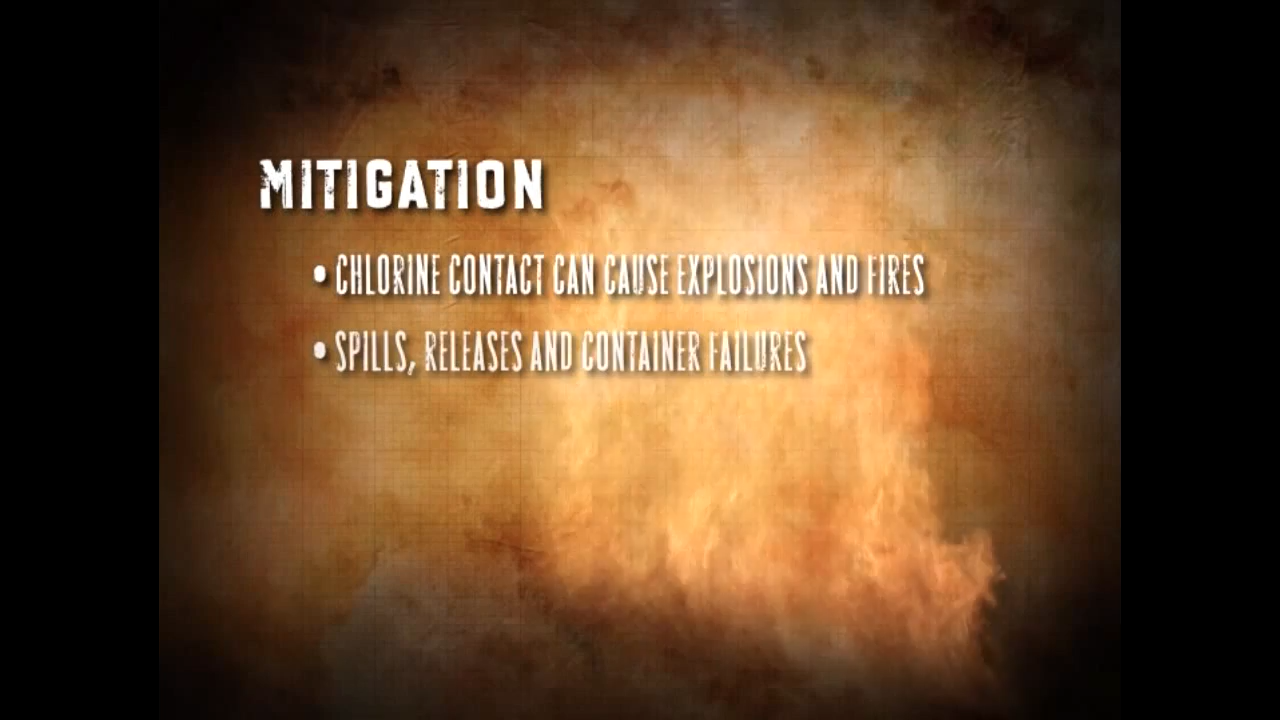 MITIGATION
• CHLORINE CONTACT CAN CAUSE EXPLOSIONS AND FIRES
• SPILLS, RELEASES AND CONTAINER FAILURES